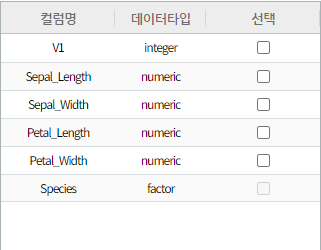 컬럼명 데이터타입 선택
V1 integer
Sepal_Length numeric
Sepal_Width numeric
Petal_Length numeric
Petal_Width numeric
Species factor